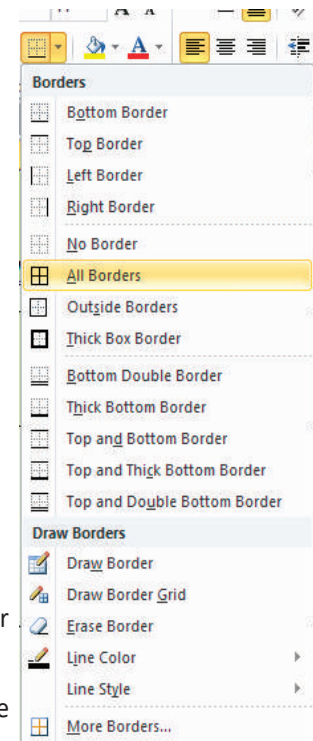 A A
A
Borders
Bottom Border
Top Border
Left Border
Right Border
No Border
All Borders
Outside Borders
Thick Box Border
Bottom Double Border
Thick Bottom Border
Top and Bottom Border
Top and Thick Bottom Border
Top and Double Bottom Border
Draw Borders
Draw Border
Draw Border Grid
r
Erase Border
Line Color
Line Style
e
More Borders...